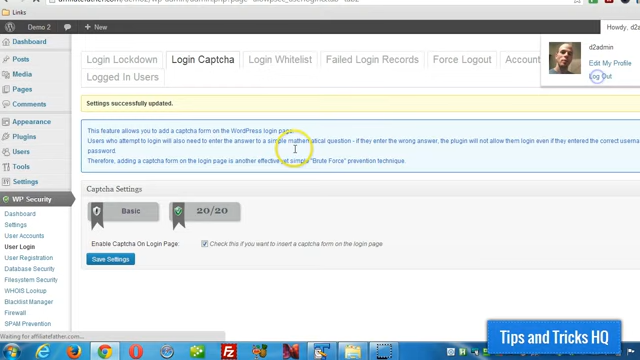 Links
Demo 2
Howdy, d2a
d2admin
Edit My Profile
Log Out
Dashboard
Posts
Media
Pages
Comments
Appearance
Plugins
Users
Tools
Settings
WP Security
Dashboard
Settings
User Accounts
User Login
User Registration
Database Security
Filesystem Security
WHOIS Lookup
Blacklist Manager
Firewall
SPAM Prevention
Login Lockdown
Login Captcha
Login Whitelist
Failed Login Records
Force Logout
Account
Logged In Users
Settings successfully updated.
This feature allows you to add a captcha form on the WordPress login page.
Users who attempt to login will also need to enter the answer to a simple mathematical question - if they enter the wrong answer, the plugin will not allow them login even if they entered the correct usern
password.
Therefore, adding a captcha form on the login page is another effective yet simple "Brute Force" prevention technique.
Captcha Settings
Basic
20/20
Enable Captcha On Login Page:
Check this if you want to insert a captcha form on the login page
Save Settings
Waiting for affiliatefather.com...
Tips and Tricks HQ